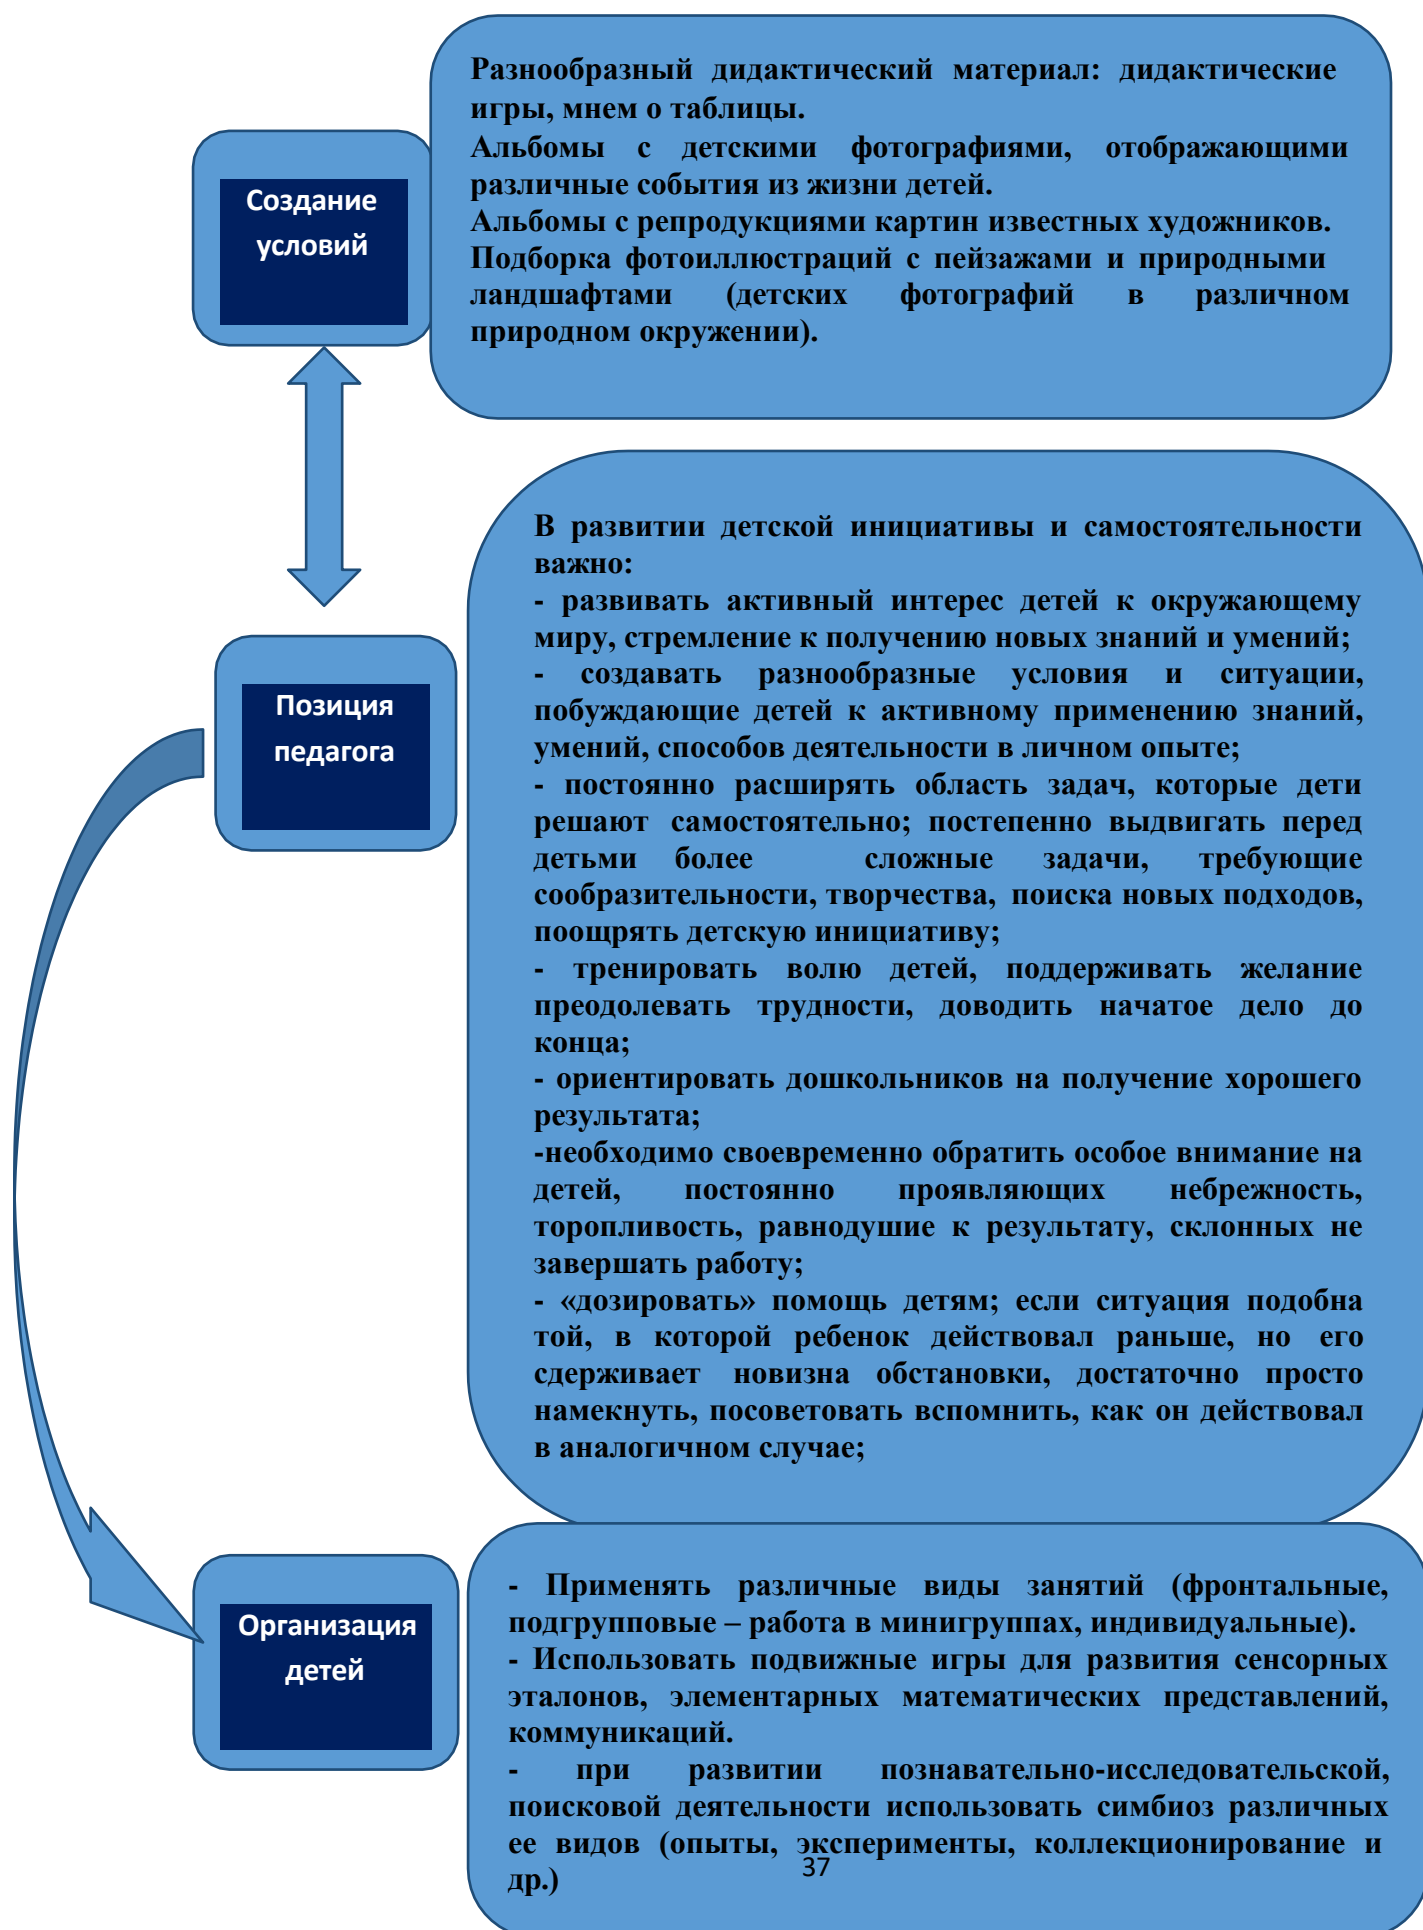 Создание
условий
Разнообразный дидактический материал: дидактические
игры, мнем о таблицы.
Альбомы с детскими фотографиями, отображающими
различные события из жизни детей.
Альбомы с репродукциями картин известных художников.
Подборка фотоиллюстраций с пейзажами и природными
ландшафтами (детских фотографий в различном
природном окружении).
Позиция
педагога
В развитии детской инициативы и самостоятельности
важно:
- развивать активный интерес детей к окружающему
миру, стремление к получению новых знаний и умений;
- создавать разнообразные условия и ситуации,
побуждающие детей к активному применению знаний,
умений, способов деятельности в личном опыте;
- постоянно расширять область задач, которые дети
решают самостоятельно; постепенно выдвигать перед
детьми более сложные задачи, требующие
сообразительности, творчества, поиска новых подходов,
поощрять детскую инициативу;
- тренировать волю детей, поддерживать желание
преодолевать трудности, доводить начатое дело до
конца;
- ориентировать дошкольников на получение хорошего
результата;
-необходимо своевременно обратить особое внимание на
детей, постоянно проявляющих небрежность,
торопливость, равнодушие к результату, склонных не
завершать работу;
- «дозировать» помощь детям; если ситуация подобна
той, в которой ребенок действовал раньше, но его
сдерживает новизна обстановки, достаточно просто
намекнуть, посоветовать вспомнить, как он действовал
в аналогичном случае;
Организация
детей
- Применять различные виды занятий (фронтальные,
подгрупповые – работа в минигруппах, индивидуальные).
- Использовать подвижные игры для развития сенсорных
эталонов, элементарных математических представлений,
коммуникаций.
- при развитии познавательно-исследовательской,
поисковой деятельности использовать симбиоз различных
ее видов (опыты, эксперименты, коллекционирование и
др.)
37